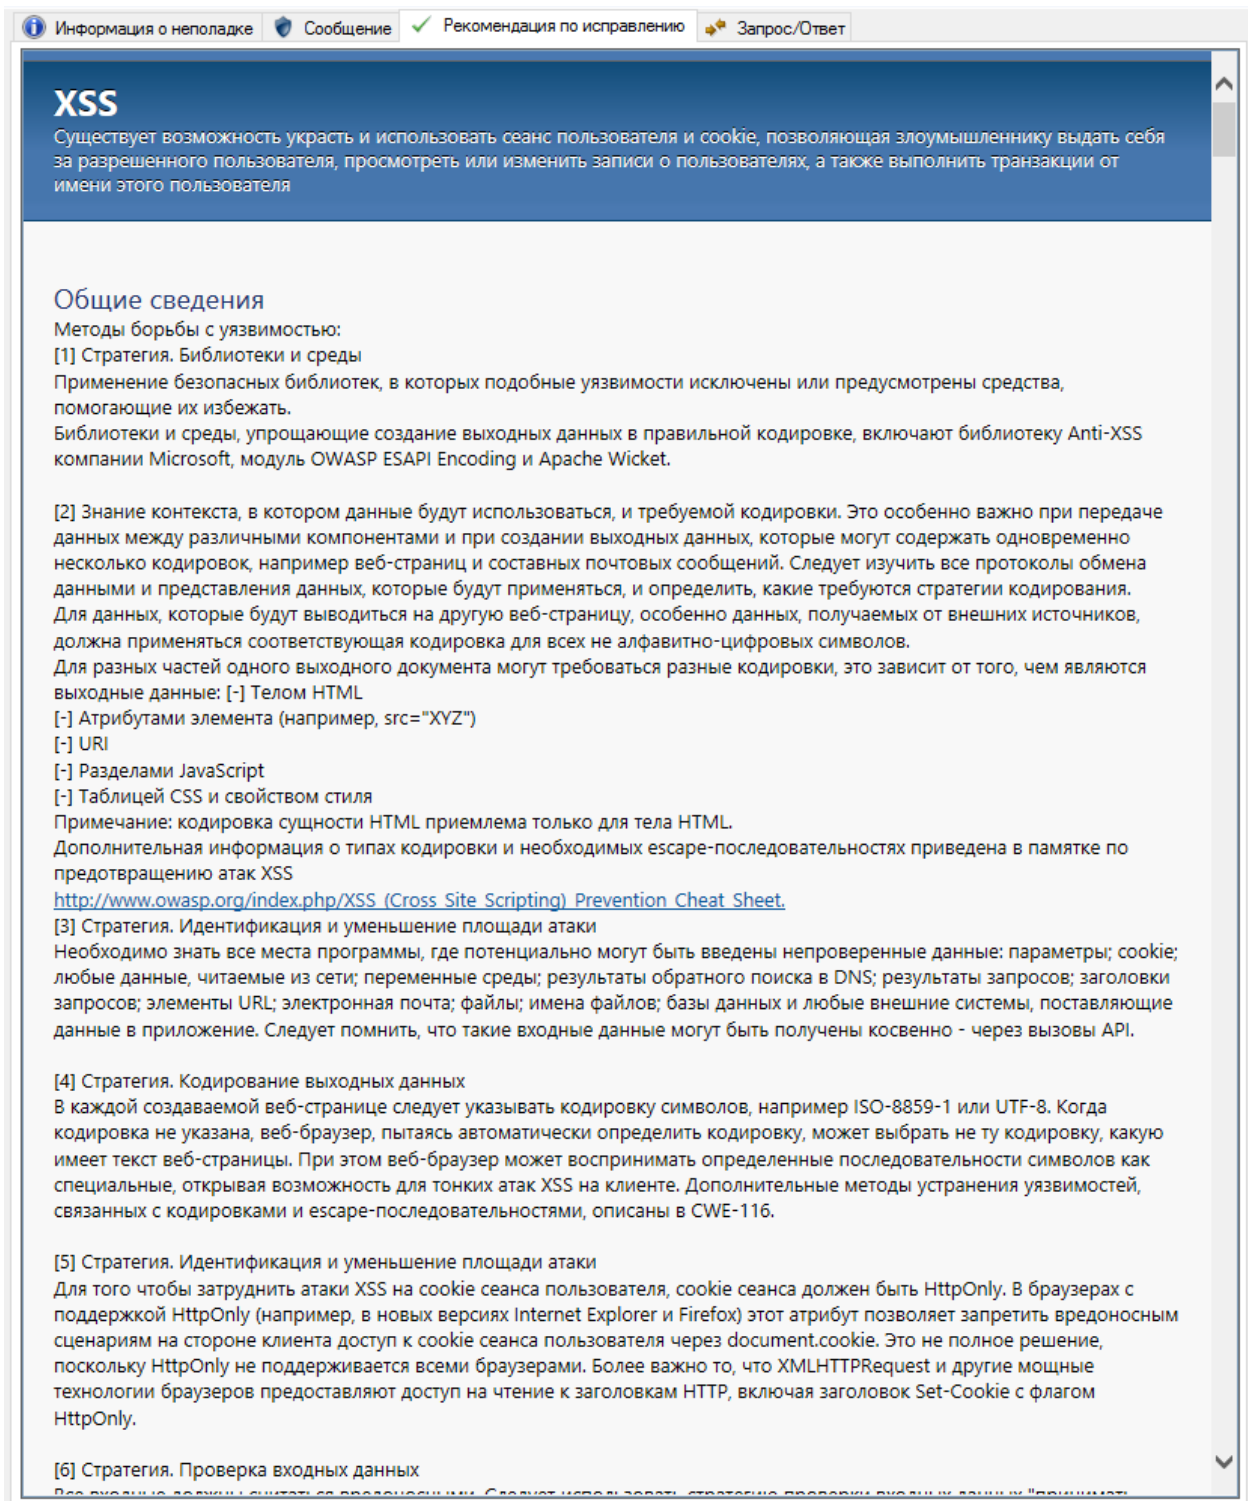 Информация о неполадке Сообщение Рекомендация по исправлению Запрос/Ответ
XSS
Существует возможность украсть и использовать сеанс пользователя и cookie, позволяющая злоумышленнику выдать себя
за разрешенного пользователя, просмотреть или изменить записи о пользователях, а также выполнить транзакции от
имени этого пользователя
Общие сведения
Методы борьбы с уязвимостью:
[1] Стратегия. Библиотеки и среды
Применение безопасных библиотек, в которых подобные уязвимости исключены или предусмотрены средства,
помогающие их избежать.
Библиотеки и среды, упрощающие создание выходных данных в правильной кодировке, включают библиотеку Anti-XSS
компании Microsoft, модуль OWASP ESAPI Encoding и Apache Wicket.
[2] Знание контекста, в котором данные будут использоваться, и требуемой кодировки. Это особенно важно при передаче
данных между различными компонентами и при создании выходных данных, которые могут содержать одновременно
несколько кодировок, например веб-страниц и составных почтовых сообщений. Следует изучить все протоколы обмена
данными и представления данных, которые будут применяться, и определить, какие требуются стратегии кодирования.
Для данных, которые будут выводиться на другую веб-страницу, особенно данных, получаемых от внешних источников,
должна применяться соответствующая кодировка для всех не алфавитно-цифровых символов.
Для разных частей одного выходного документа могут требоваться разные кодировки, это зависит от того, чем являются
выходные данные: [-] Телом HTML
[-] Атрибутами элемента (например, src="XYZ")
[-] URI
[-] Разделами JavaScript
[-] Таблицей CSS и свойством стиля
Примечание: кодировка сущности HTML приемлема только для тела HTML.
Дополнительная информация о типах кодировки и необходимых escape-последовательностях приведена в памятке по
предотвращению атак XSS
http://www.owasp.org/index.php/XSS_(Cross_Site_Scripting)_Prevention_Cheat_Sheet.
[3] Стратегия. Идентификация и уменьшение площади атаки
Необходимо знать все места программы, где потенциально могут быть введены непроверенные данные: параметры; cookie;
любые данные, читаемые из сети; переменные среды; результаты обратного поиска в DNS; результаты запросов; заголовки
запросов; элементы URL; электронная почта; файлы; имена файлов; базы данных и любые внешние системы, поставляющие
данные в приложение. Следует помнить, что такие входные данные могут быть получены косвенно - через вызовы API.
[4] Стратегия. Кодирование выходных данных
В каждой создаваемой веб-странице следует указывать кодировку символов, например ISO-8859-1 или UTF-8. Когда
кодировка не указана, веб-браузер, пытаясь автоматически определить кодировку, может выбрать не ту кодировку, какую
имеет текст веб-страницы. При этом веб-браузер может воспринимать определенные последовательности символов как
специальные, открывая возможность для тонких атак XSS на клиенте. Дополнительные методы устранения уязвимостей,
связанных с кодировками и escape-последовательностями, описаны в CWE-116.
[5] Стратегия. Идентификация и уменьшение площади атаки
Для того чтобы затруднить атаки XSS на cookie сеанса пользователя, cookie сеанса должен быть HttpOnly. В браузерах с
поддержкой HttpOnly (например, в новых версиях Internet Explorer и Firefox) этот атрибут позволяет запретить вредоносным
сценариям на стороне клиента доступ к cookie сеанса пользователя через document.cookie. Это не полное решение,
поскольку HttpOnly не поддерживается всеми браузерами. Более важно то, что XMLHTTPRequest и другие мощные
технологии браузеров предоставляют доступ на чтение к заголовкам HTTP, включая заголовок Set-Cookie с флагом
HttpOnly.
[6] Стратегия. Проверка входных данных
Все входные должны считаться вредоносными. Следует использовать стратегию проверки входных данных "принимать